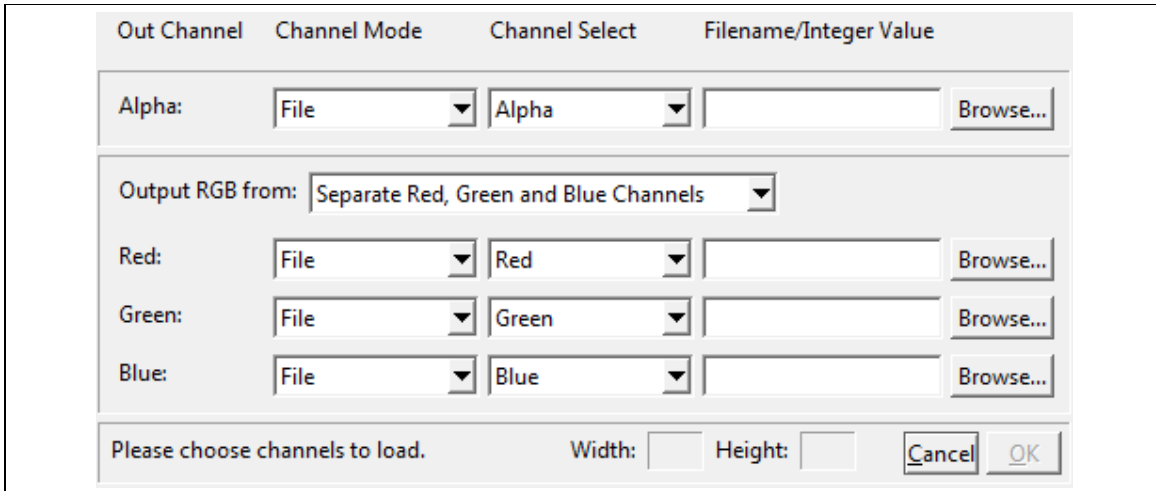 Out Channel Channel Mode Channel Select Filename/Integer Value
Alpha: File Alpha Browse...
Output RGB from: Separate Red, Green and Blue Channels
Red: File Red Browse...
Green: File Green Browse...
Blue: File Blue Browse...
Please choose channels to load. Width: Height: Cancel OK